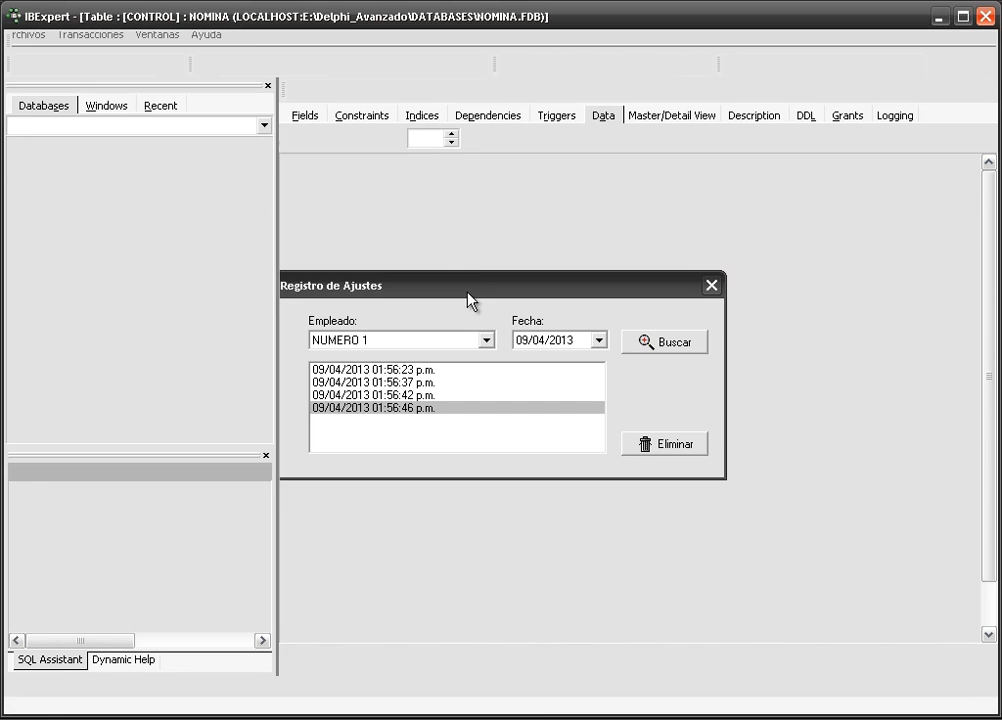 IBExpert - [Table : [CONTROL] : NOMINA (LOCALHOST:E:\Delphi_Avanzado\DATABASES\NOMINA.FDB)]
rchivos Transacciones Ventanas Ayuda
Databases Windows Recent
Fields Constraints Indices Dependencies Triggers Data Master/Detail View Description DDL Grants Logging
Registro de Ajustes
Empleado: Fecha:
NUMERO 1 09/04/2013 Buscar
09/04/2013 01:56:23 p.m.
09/04/2013 01:56:37 p.m.
09/04/2013 01:56:42 p.m.
09/04/2013 01:56:46 p.m.
Eliminar
SQL Assistant Dynamic Help